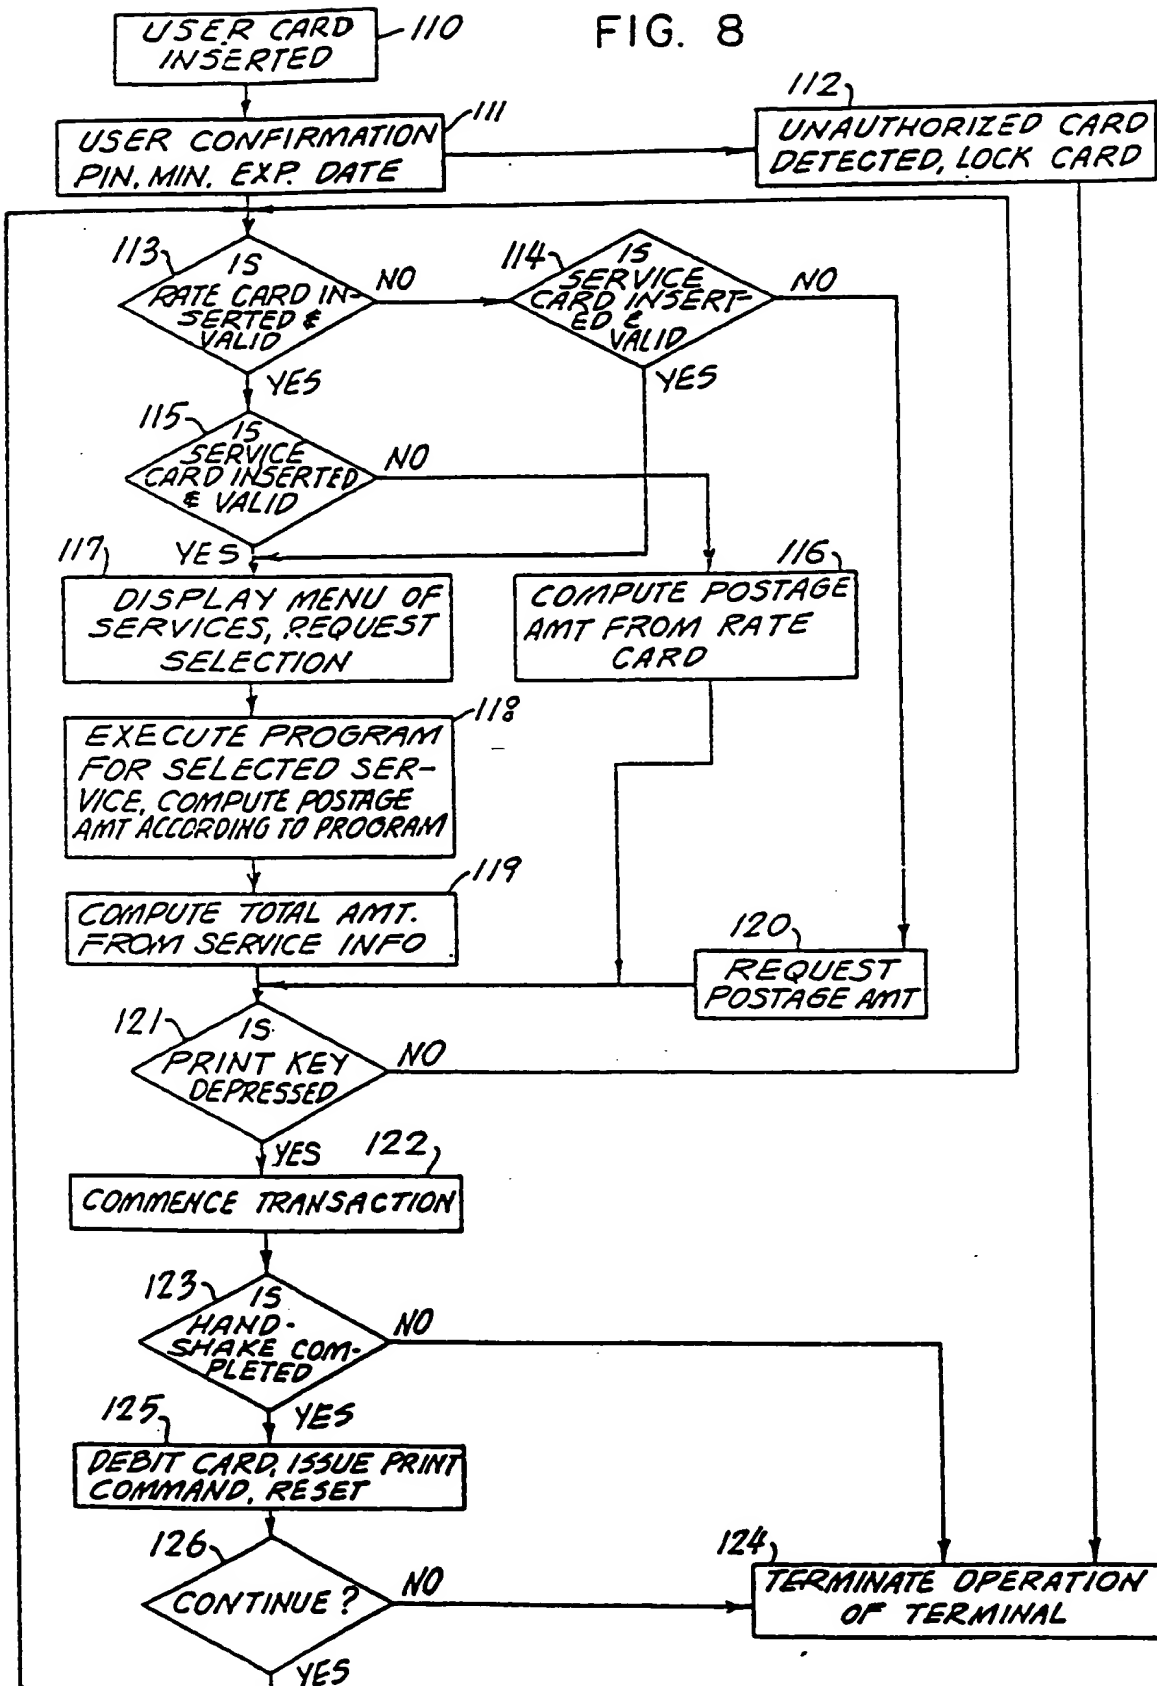 FIG. 8
USER CARD
INSERTED
110
111
USER CONFIRMATION
PIN. MIN. EXP. DATE
112
UNAUTHORIZED CARD
DETECTED, LOCK CARD
113
IS
RATE CARD IN-
SERTED &
VALID
NO
YES
114
IS
SERVICE
CARD INSERT-
ED &
VALID
NO
YES
115
IS
SERVICE
CARD INSERTED
& VALID
NO
YES
116
COMPUTE POSTAGE
AMT FROM RATE
CARD
117
DISPLAY MENU OF
SERVICES, REQUEST
SELECTION
118
EXECUTE PROGRAM
FOR SELECTED SER-
VICE, COMPUTE POSTAGE
AMT ACCORDING TO PROGRAM
119
COMPUTE TOTAL AMT.
FROM SERVICE INFO
120
REQUEST
POSTAGE AMT
121
IS
PRINT KEY
DEPRESSED
NO
YES
122
COMMENCE TRANSACTION
123
IS
HAND-
SHAKE COM-
PLETED
NO
YES
125
DEBIT CARD, ISSUE PRINT
COMMAND, RESET
126
CONTINUE?
NO
YES
124
TERMINATE OPERATION
OF TERMINAL